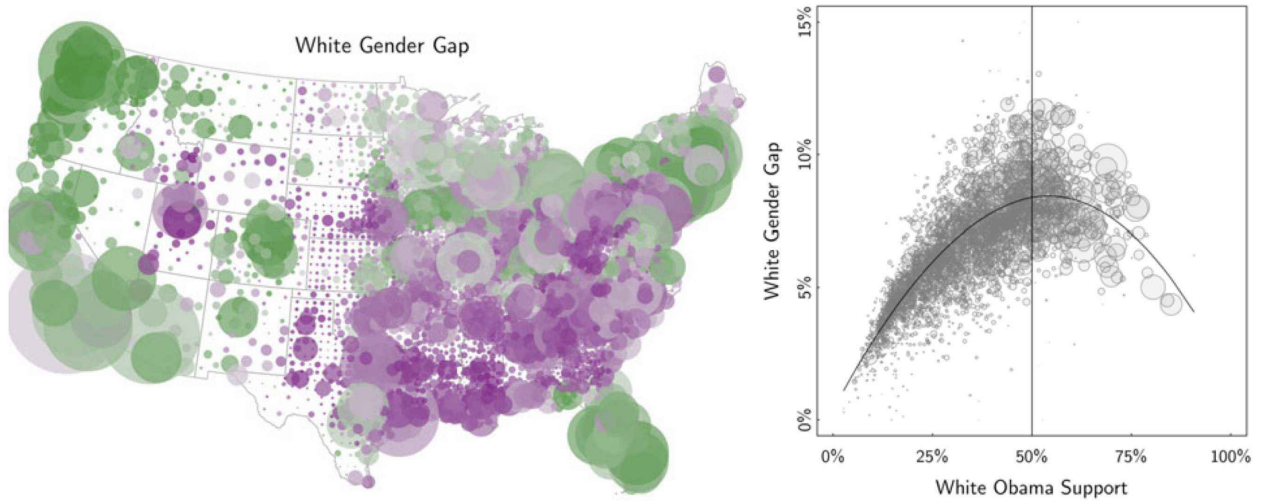 White Gender Gap
15%
10%
5%
0%
White Gender Gap
0% 25% 50% 75% 100%
White Obama Support